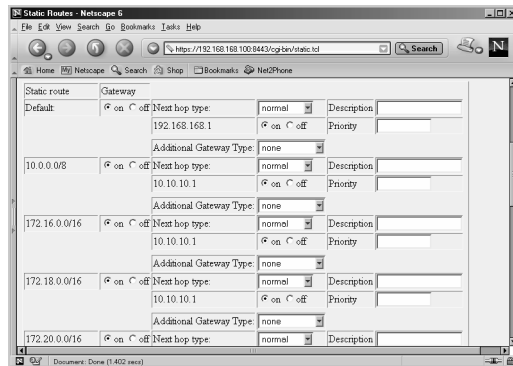 Static Routes - Netscape 6
File Edit View Search Go Bookmarks Tasks Help
https://192.168.168.100:8443/cgi-bin/static.tcl Search N
Home Netscape Search Shop Bookmarks Net2Phone
Static route Gateway
Default: on off Next hop type: normal Description
192.168.168.1 on off Priority
Additional Gateway Type: none
10.0.0.0/8 on off Next hop type: normal Description
10.10.10.1 on off Priority
Additional Gateway Type: none
172.16.0.0/16 on off Next hop type: normal Description
10.10.10.1 on off Priority
Additional Gateway Type: none
172.18.0.0/16 on off Next hop type: normal Description
10.10.10.1 on off Priority
Additional Gateway Type: none
172.20.0.0/16 on off Next hop type: normal Description
Document: Done (1.402 secs)